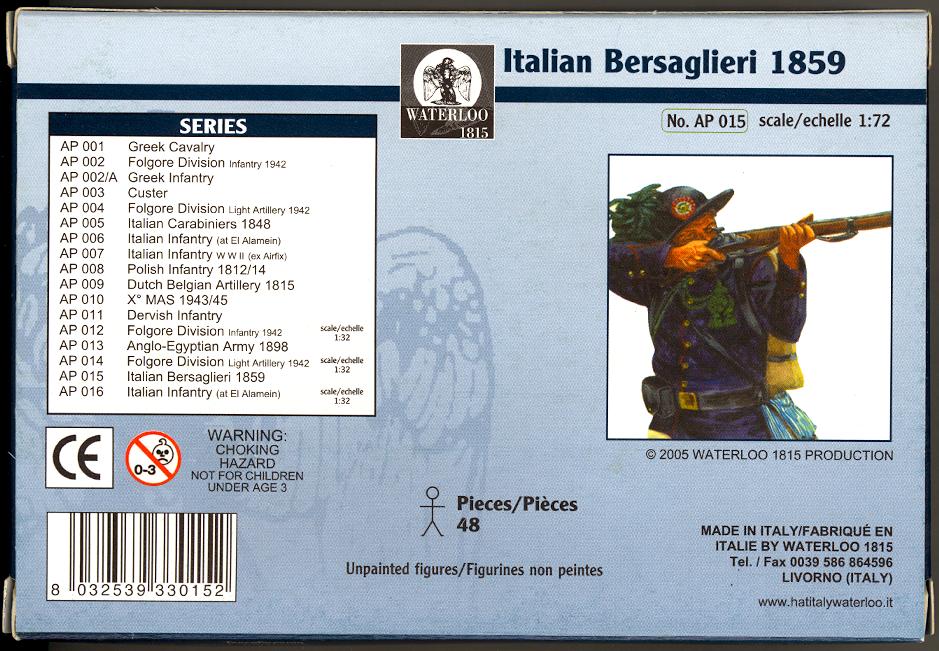 Italian Bersaglieri 1859
WATERLOO
1815
No. AP 015 scale/echelle 1:72
SERIES
AP 001 Greek Cavalry
AP 002 Folgore Division Infantry 1942
AP 002/A Greek Infantry
AP 003 Custer
AP 004 Folgore Division Light Artillery 1942
AP 005 Italian Carabiniers 1848
AP 006 Italian Infantry (at El Alamein)
AP 007 Italian Infantry W W II (ex Airfix)
AP 008 Polish Infantry 1812/14
AP 009 Dutch Belgian Artillery 1815
AP 010 X° MAS 1943/45
AP 011 Dervish Infantry
AP 012 Folgore Division Infantry 1942 scale/echelle 1:32
AP 013 Anglo-Egyptian Army 1898
AP 014 Folgore Division Light Artillery 1942 scale/echelle 1:32
AP 015 Italian Bersaglieri 1859
AP 016 Italian Infantry (at El Alamein) scale/echelle 1:32
CE
0-3
WARNING:
CHOKING
HAZARD
NOT FOR CHILDREN
UNDER AGE 3
8 032539 330152
Pieces/Pièces
48
Unpainted figures/Figurines non peintes
© 2005 WATERLOO 1815 PRODUCTION
MADE IN ITALY/FABRIQUÉ EN
ITALIE BY WATERLOO 1815
Tel. / Fax 0039 586 864596
LIVORNO (ITALY)
www.hatitalywaterloo.it